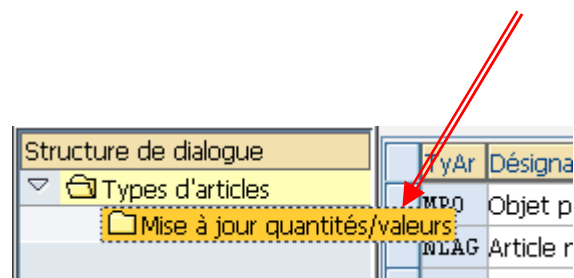 Structure de dialogue
TyAr Désigna
Types d'articles
MPO Objet p
Mise à jour quantités/valeurs
NLAG Article